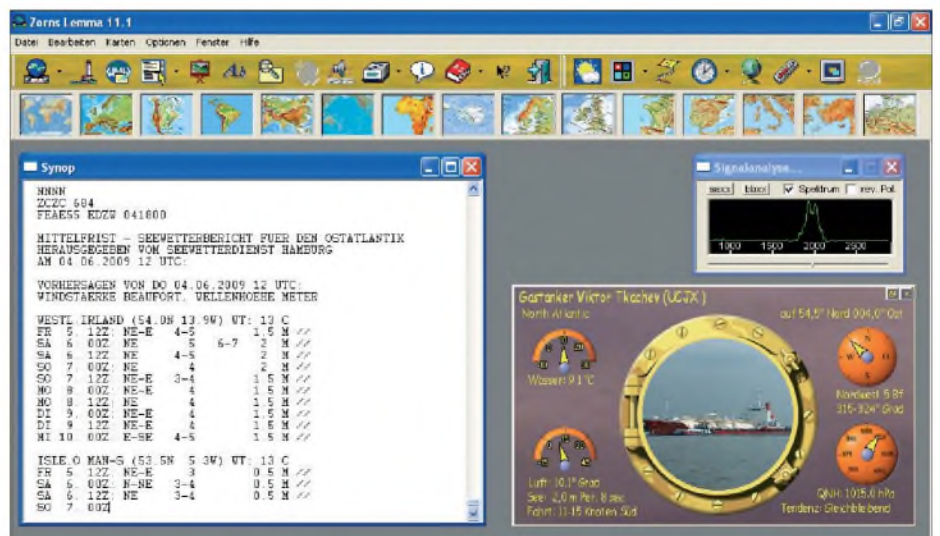 Zorns Lemma 11.1
Datei Bearbeiten Karten Optionen Fenster Hilfe
Synop
NNNN
ZCZC 684
FEAE55 EDZW 041800
MITTELFRIST - SEEWETTERBERICHT FUER DEN OSTATLANTIK
HERAUSGEGEBEN VOM SEEWETTERDIENST HAMBURG
AM 04.06.2009 12 UTC:
VORHERSAGEN VON DO 04.06.2009 12 UTC:
WINDSTAERKE BEAUFORT, WELLENHOEHE METER
WESTL.IRLAND (54.0N 13.9W) WT: 13 C
FR 5. 12Z: NE-E 4-5 1.5 M //
SA 6. 00Z: NE 5 6-7 2 M //
SA 6. 12Z: NE 4-5 2 M //
SO 7. 00Z: NE 4 2 M //
SO 7. 12Z: NE-E 3-4 1.5 M //
MO 8. 00Z: NE-E 4 1.5 M //
MO 8. 12Z: NE 4 1.5 M //
DI 9. 00Z: NE-E 4 1.5 M //
DI 9. 12Z: NE-E 4 1.5 M //
MI 10. 00Z: E-SE 4-5 1.5 M //
ISLE.O MAN-S (53.5N 5.3W) WT: 13 C
FR 5. 12Z: NE-E 3 0.5 M //
SA 6. 00Z: N-NE 3-4 0.5 M //
SA 6. 12Z: NE 3-4 0.5 M //
SO 7. 00Z
Signalanalyse...
Spektrum rev. Pol.
1000 1500 2000 2500
Gastanker Viktor Tkachev (UCJX)
North Atlantic
auf 54,5° Nord 004,0° Ost
Wasser: 9.1 °C
Nordwest 5 Bf
315-324° Grad
Luft: 10.1° Grad
See: 2,0 m Per. 8 sec
Fahrt: 11-15 Knoten Süd
QNH: 1015.0 hPa
Tendenz: Gleichbleibend